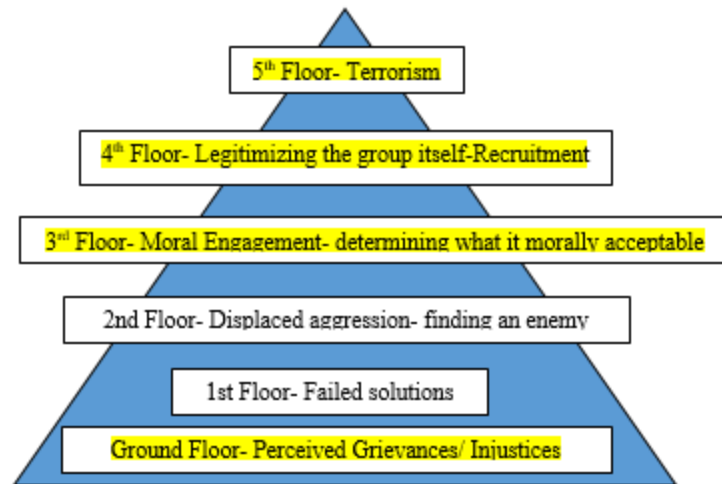 5th Floor- Terrorism
4th Floor- Legitimizing the group itself-Recruitment
3rd Floor- Moral Engagement- determining what it morally acceptable
2nd Floor- Displaced aggression- finding an enemy
1st Floor- Failed solutions
Ground Floor- Perceived Grievances/ Injustices